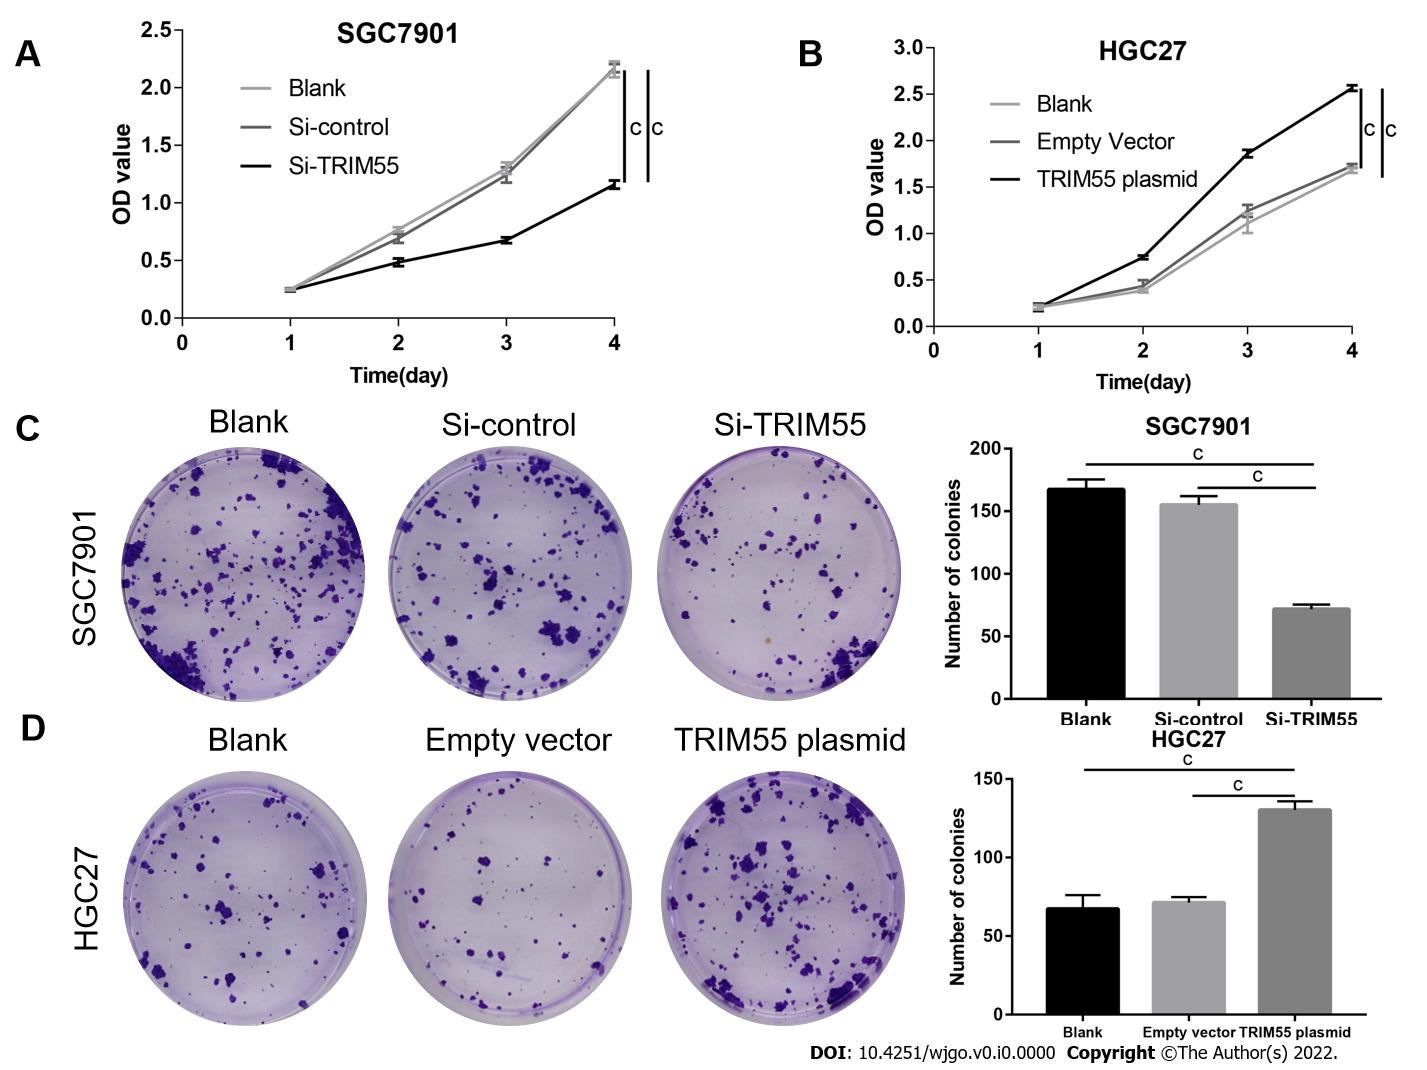 A
SGC7901
2.5
2.0
1.5
1.0
0.5
0.0
OD value
Blank
Si-control
Si-TRIM55
c c
0 1 2 3 4
Time(day)
B
HGC27
3.0
2.5
2.0
1.5
1.0
0.5
0.0
OD value
Blank
Empty Vector
TRIM55 plasmid
c c
0 1 2 3 4
Time(day)
C
Blank Si-control Si-TRIM55
SGC7901
SGC7901
200
150
100
50
0
Number of colonies
c
c
Blank Si-control Si-TRIM55
D
Blank Empty vector TRIM55 plasmid
HGC27
HGC27
150
100
50
0
Number of colonies
c
c
Blank Empty vector TRIM55 plasmid
DOI: 10.4251/wjgo.v0.i0.0000 Copyright ©The Author(s) 2022.